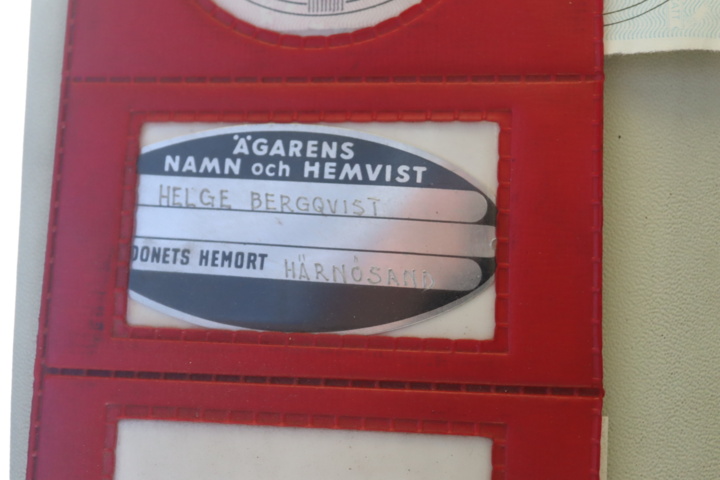 ÄGARENS
NAMN och HEMVIST
HELGE BERGQVIST
DONETS HEMORT HÄRNÖSAND